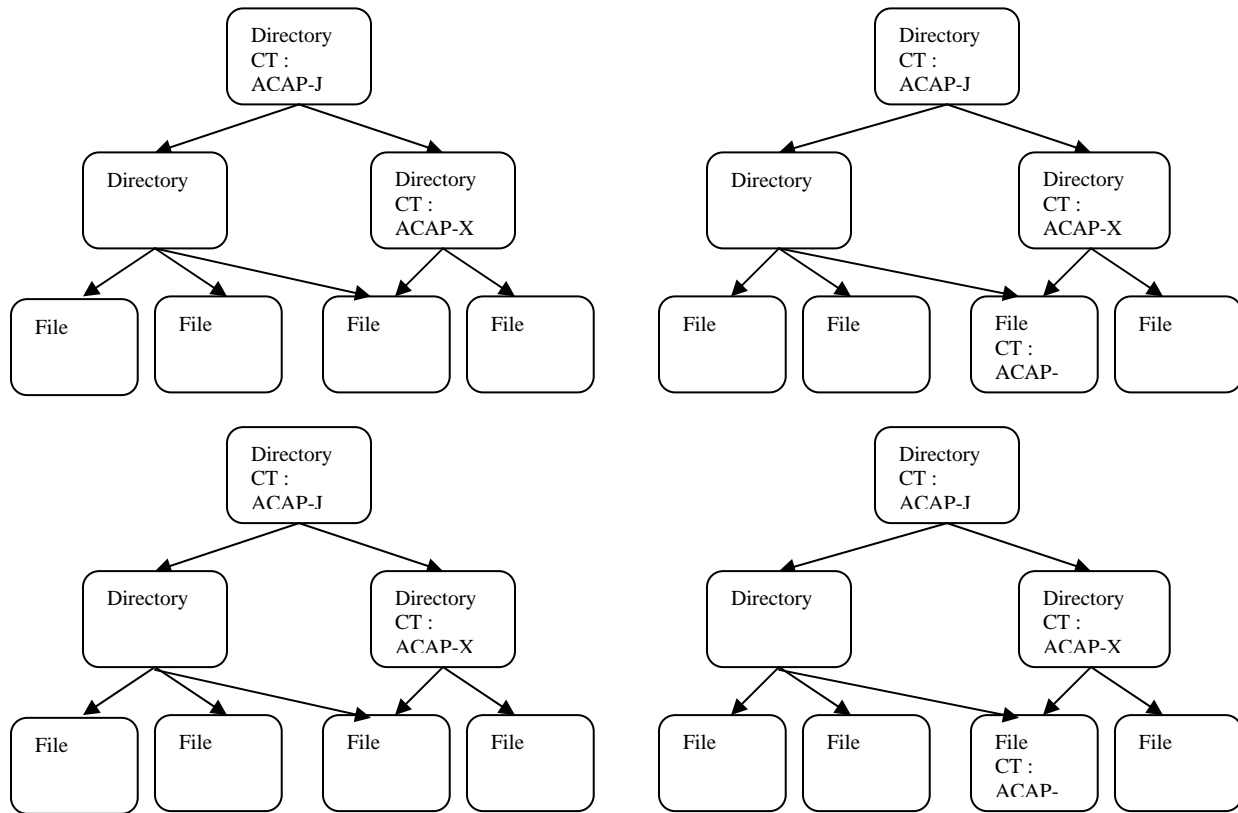 Directory
CT :
ACAP-J
Directory
CT :
ACAP-J
Directory
Directory
CT :
ACAP-X
Directory
Directory
CT :
ACAP-X
File
File
File
File
File
File
File
CT :
ACAP-
File
Directory
CT :
ACAP-J
Directory
CT :
ACAP-J
Directory
Directory
CT :
ACAP-X
Directory
Directory
CT :
ACAP-X
File
File
File
File
File
File
File
CT :
ACAP-
File